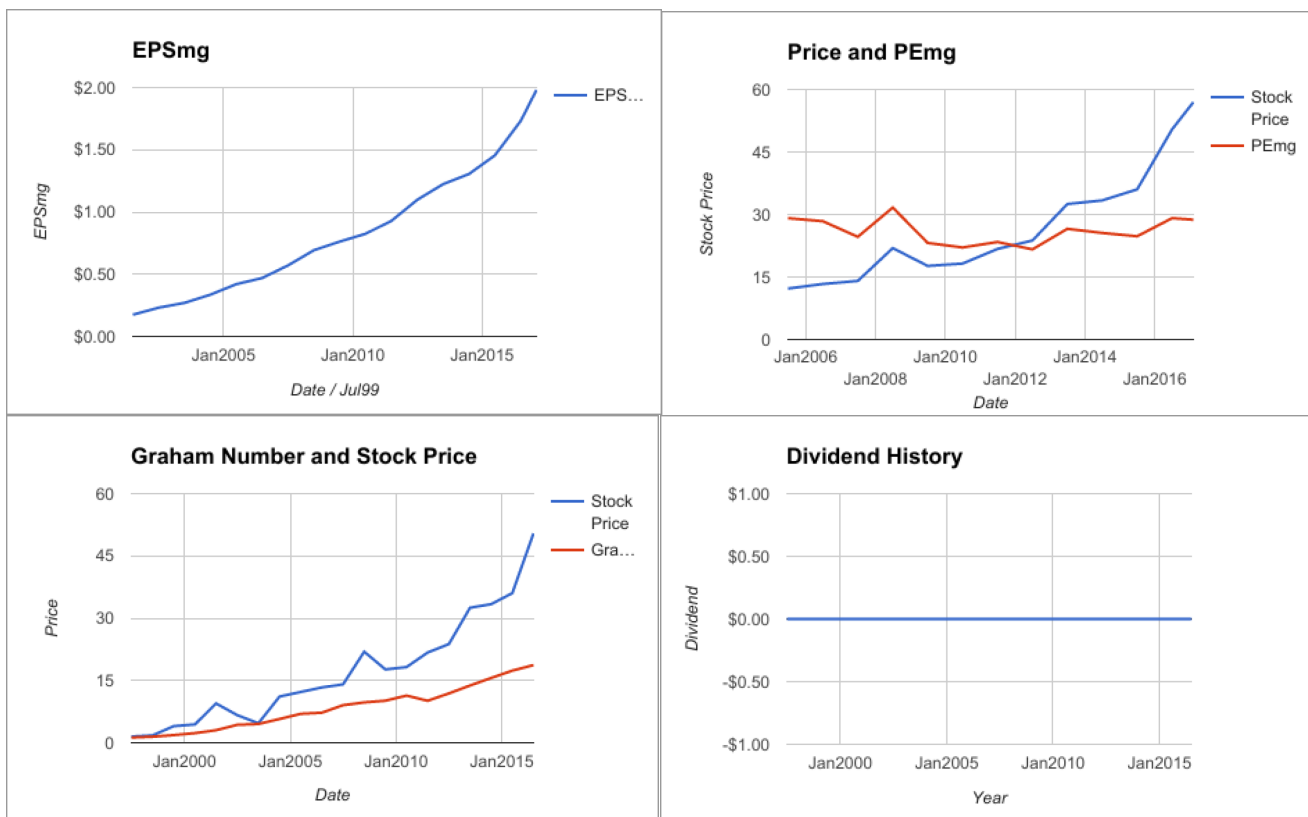 EPSmg
$2.00
$1.50
$1.00
$0.50
$0.00
EPSmg
Jan2005 Jan2010 Jan2015
Date / Jul99
EPS…
Price and PEmg
60
45
30
15
0
Stock Price
Jan2006 Jan2010 Jan2014
Jan2008 Jan2012 Jan2016
Date
Stock
Price
PEmg
Graham Number and Stock Price
60
45
30
15
0
Price
Jan2000 Jan2005 Jan2010 Jan2015
Date
Stock
Price
Gra…
Dividend History
$1.00
$0.50
$0.00
-$0.50
-$1.00
Dividend
Jan2000 Jan2005 Jan2010 Jan2015
Year